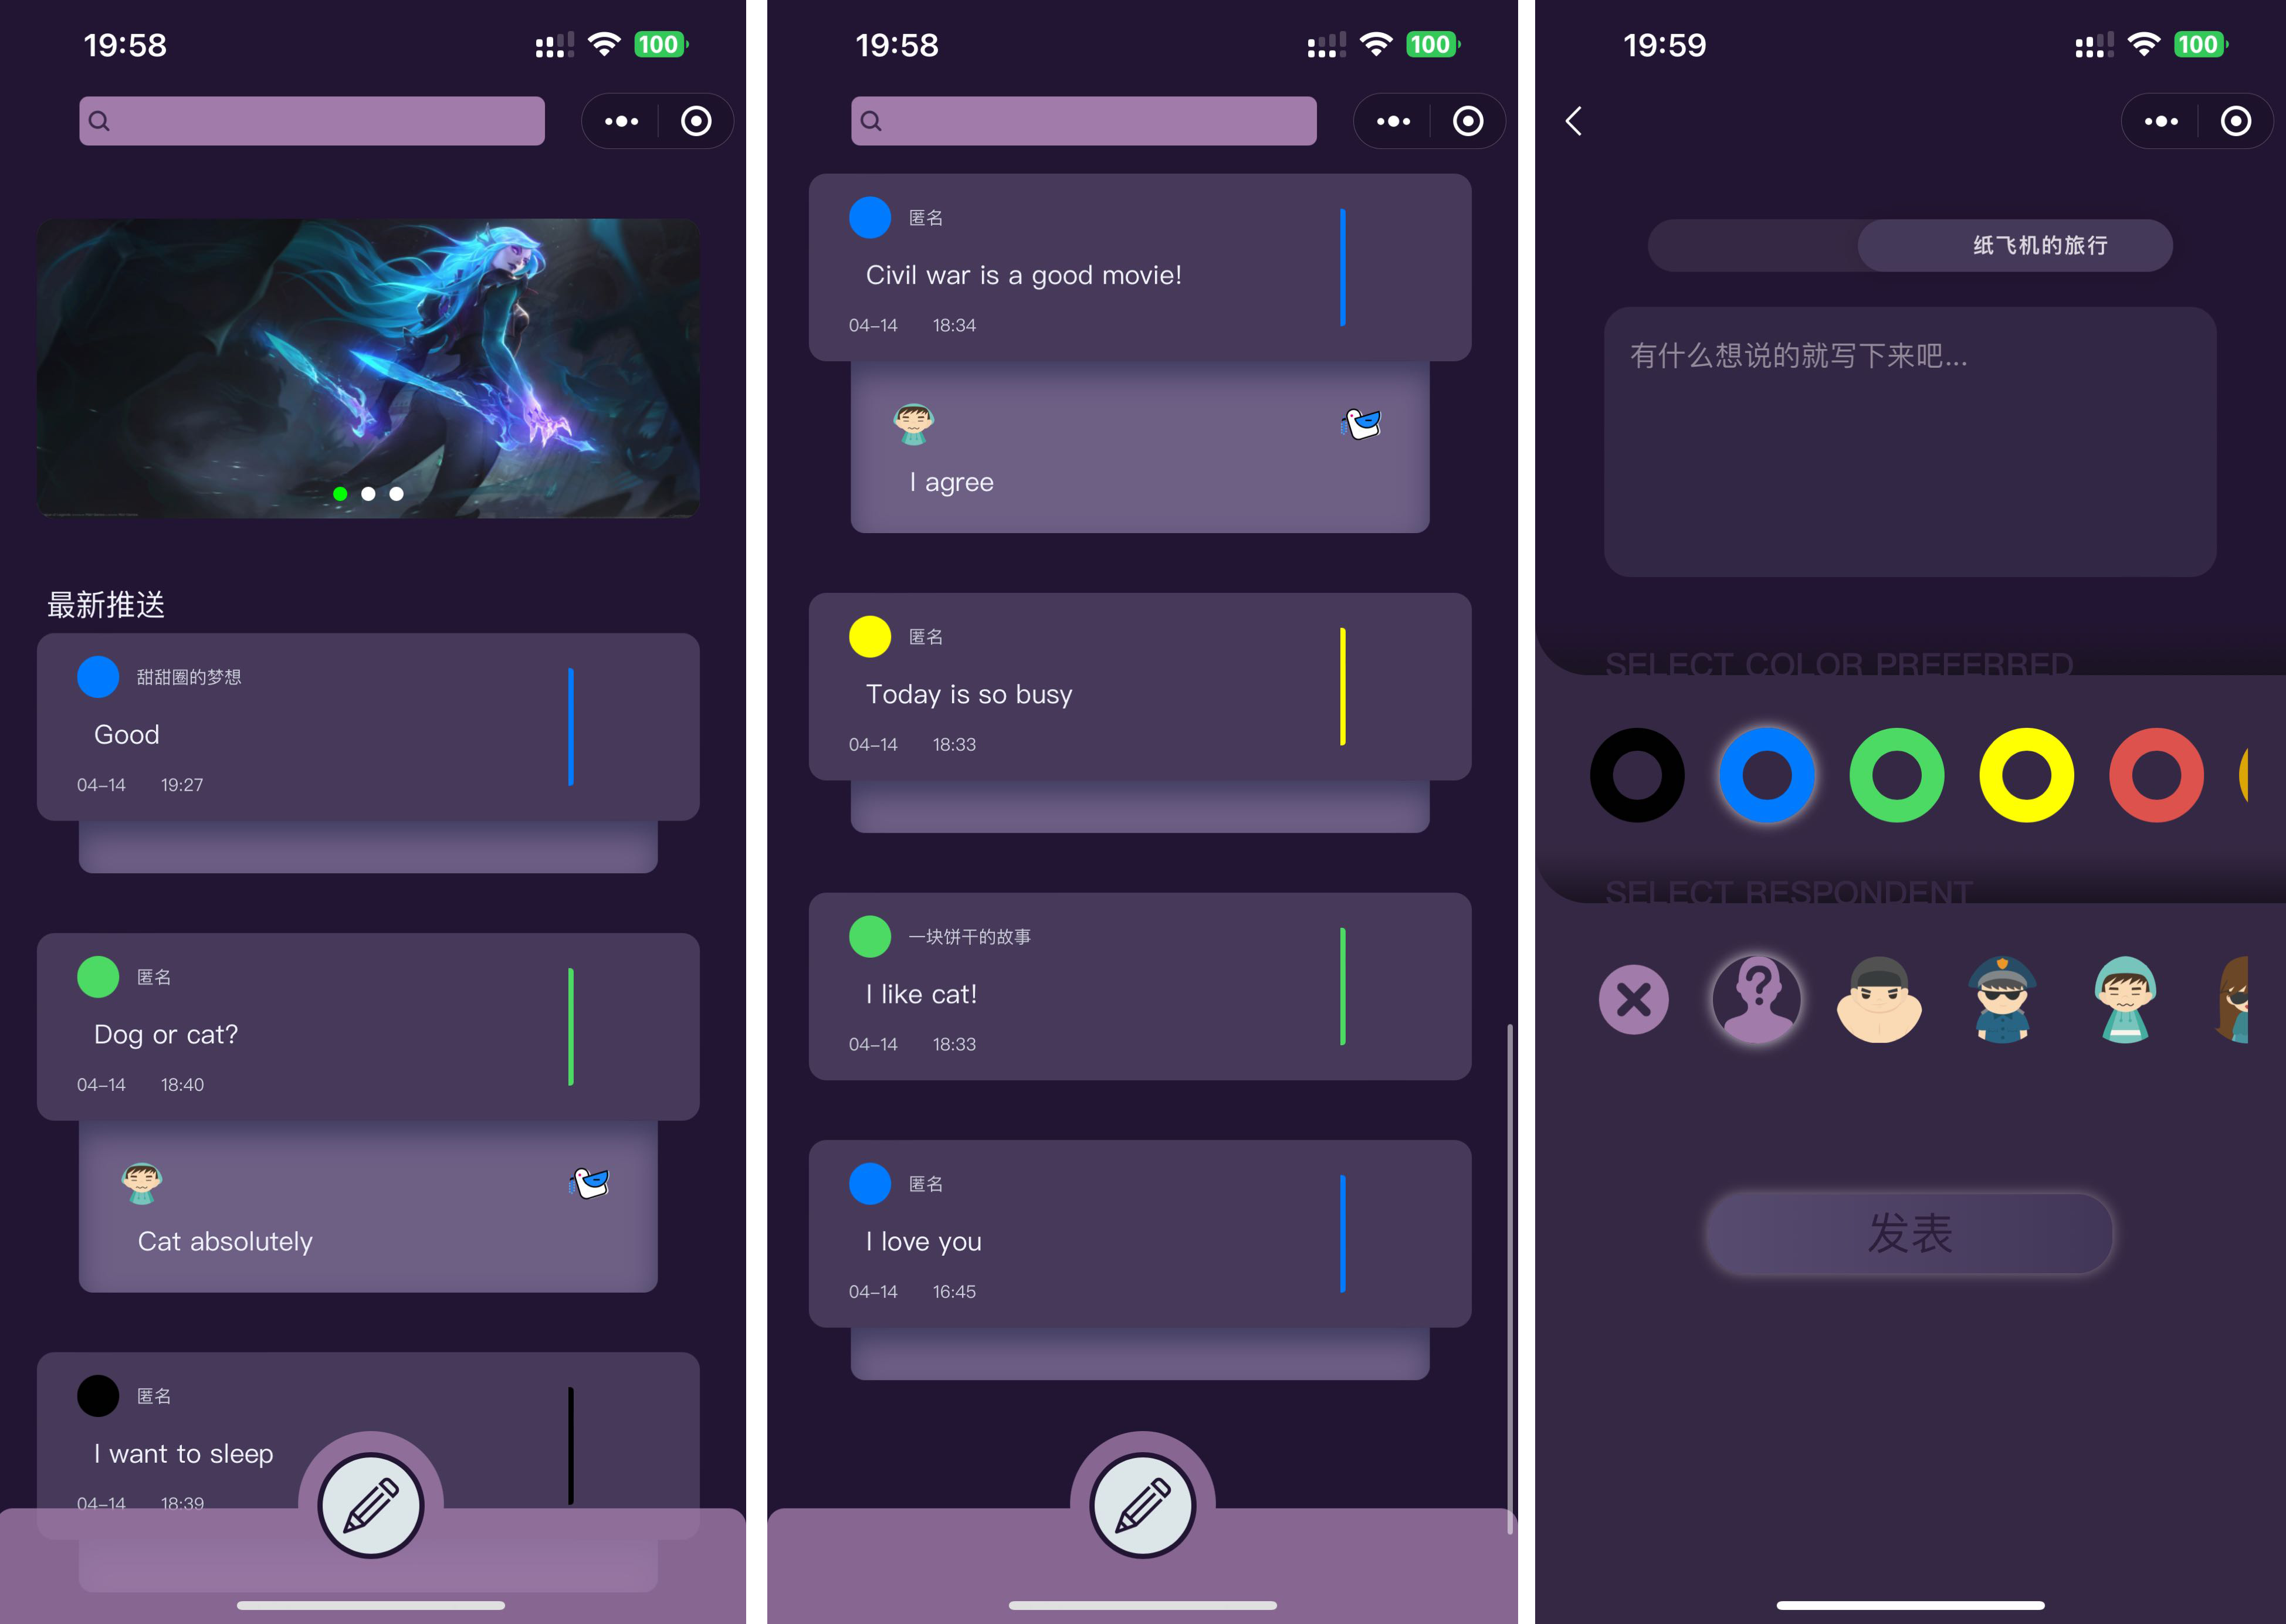 19:58
100
最新推送
甜甜圈的梦想
Good
04-14 19:27
匿名
Dog or cat?
04-14 18:40
Cat absolutely
匿名
I want to sleep
04-14 18:39
19:58
100
匿名
Civil war is a good movie!
04-14 18:34
I agree
匿名
Today is so busy
04-14 18:33
一块饼干的故事
I like cat!
04-14 18:33
匿名
I love you
04-14 16:45
19:59
100
纸飞机的旅行
有什么想说的就写下来吧...
SELECT COLOR PREFERRED
SELECT RESPONDENT
发表